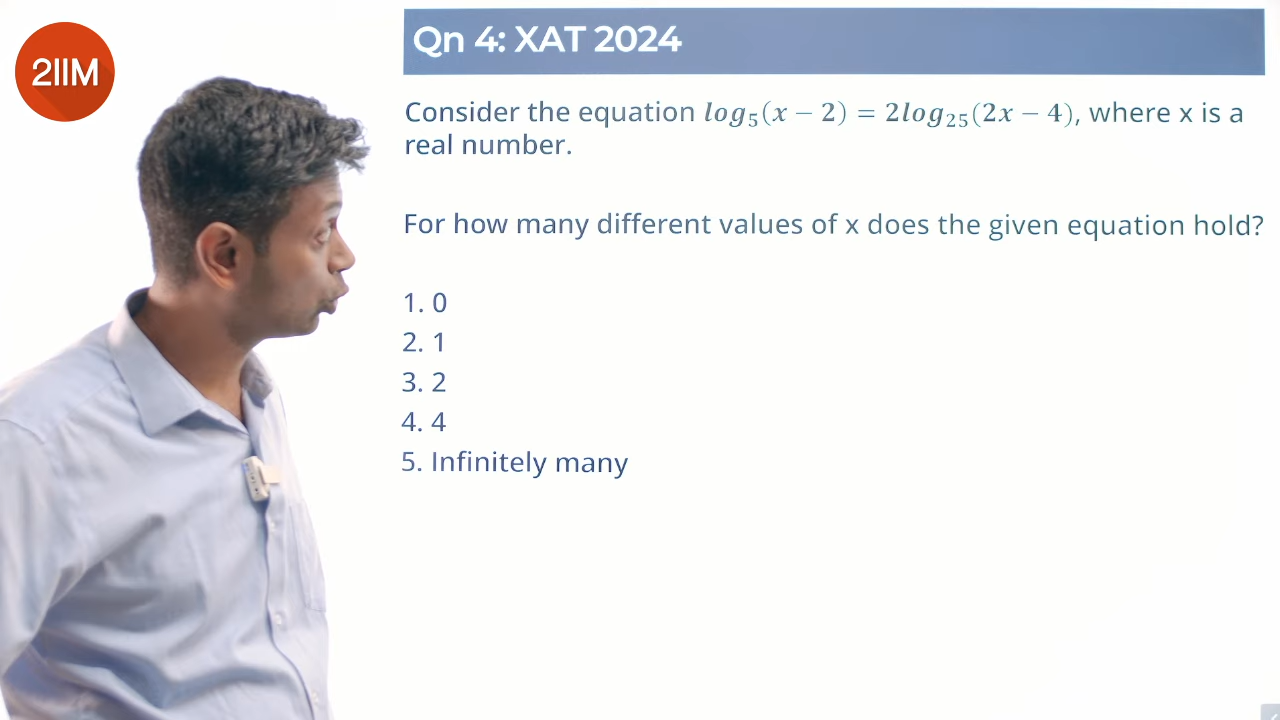 2IIM
Qn 4: XAT 2024
Consider the equation log₅(x − 2) = 2log₂₅(2x − 4), where x is a
real number.
For how many different values of x does the given equation hold?
1. 0
2. 1
3. 2
4. 4
5. Infinitely many